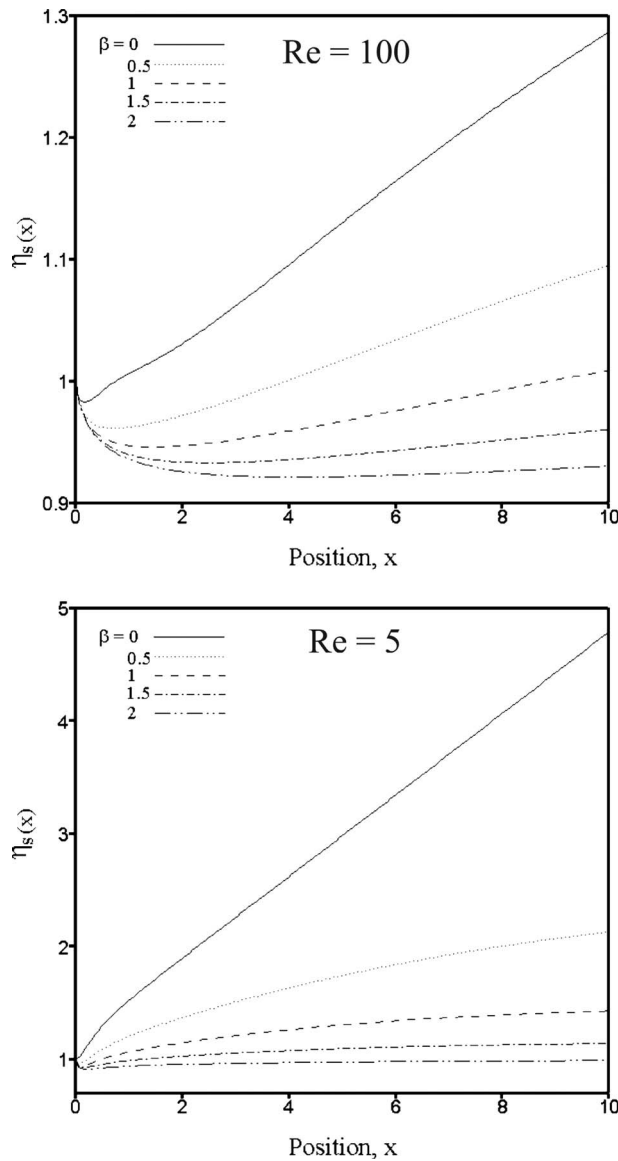 1.3
β = 0
0.5
1
1.5
2
Re = 100
1.2
ηs(x)
1.1
1
0.9
0 2 4 6 8 10
Position, x
5
β = 0
0.5
1
1.5
2
Re = 5
4
ηs(x)
3
2
1
0 2 4 6 8 10
Position, x